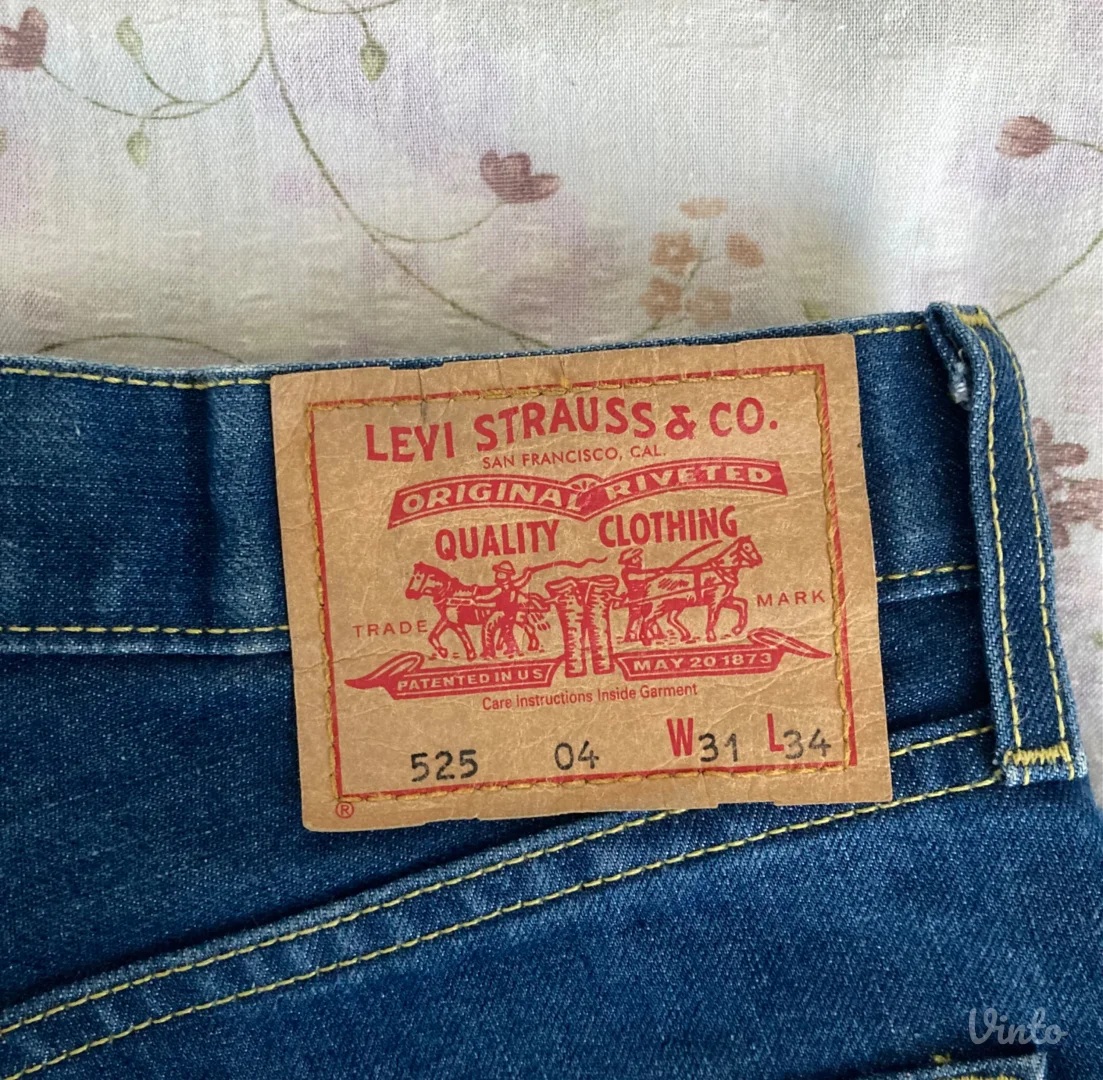 LEVI STRAUSS & CO.
SAN FRANCISCO, CAL.
ORIGINAL RIVETED
QUALITY CLOTHING
TRADE MARK
PATENTED IN US MAY 20 1873
Care Instructions Inside Garment
525 04 W31 L34
®
Vinto